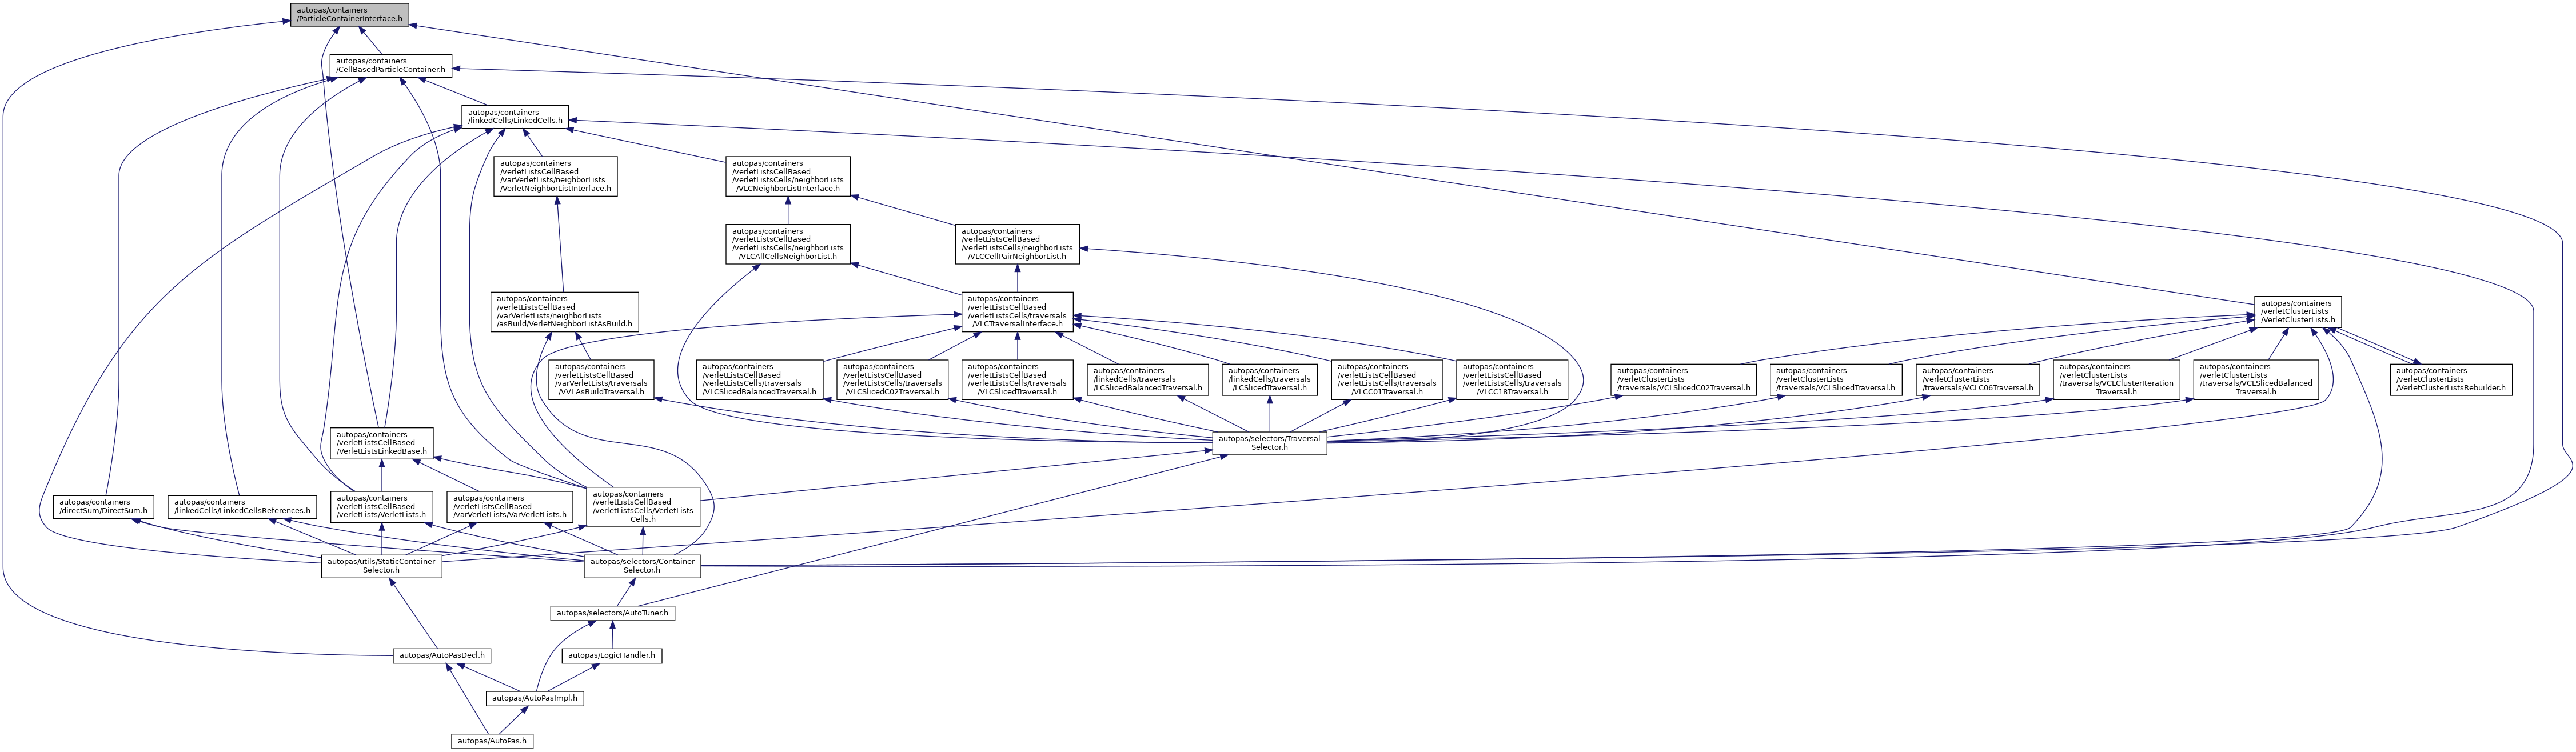 autopas/containers
/ParticleContainerInterface.h
autopas/containers
/CellBasedParticleContainer.h
autopas/containers
/linkedCells/LinkedCells.h
autopas/containers
/verletListsCellBased
/varVerletLists/neighborLists
/VerletNeighborListInterface.h
autopas/containers
/verletListsCellBased
/verletListsCells/neighborLists
/VLCNeighborListInterface.h
autopas/containers
/verletListsCellBased
/verletListsCells/neighborLists
/VLCAllCellsNeighborList.h
autopas/containers
/verletListsCellBased
/verletListsCells/neighborLists
/VLCCellPairNeighborList.h
autopas/containers
/verletListsCellBased
/varVerletLists/neighborLists
/asBuild/VerletNeighborListAsBuild.h
autopas/containers
/verletListsCellBased
/verletListsCells/traversals
/VLCTraversalInterface.h
autopas/containers
/verletClusterLists
/VerletClusterLists.h
autopas/containers
/verletListsCellBased
/varVerletLists/traversals
/VVLAsBuildTraversal.h
autopas/containers
/verletListsCellBased
/verletListsCells/traversals
/VLCSlicedBalancedTraversal.h
autopas/containers
/verletListsCellBased
/verletListsCells/traversals
/VLCSlicedC02Traversal.h
autopas/containers
/verletListsCellBased
/verletListsCells/traversals
/VLCSlicedTraversal.h
autopas/containers
/linkedCells/traversals
/LCSlicedBalancedTraversal.h
autopas/containers
/linkedCells/traversals
/LCSlicedTraversal.h
autopas/containers
/verletListsCellBased
/verletListsCells/traversals
/VLCC01Traversal.h
autopas/containers
/verletListsCellBased
/verletListsCells/traversals
/VLCC18Traversal.h
autopas/containers
/verletClusterLists
/traversals/VCLSlicedC02Traversal.h
autopas/containers
/verletClusterLists
/traversals/VCLSlicedTraversal.h
autopas/containers
/verletClusterLists
/traversals/VCLC06Traversal.h
autopas/containers
/verletClusterLists
/traversals/VCLClusterIteration
Traversal.h
autopas/containers
/verletClusterLists
/traversals/VCLSlicedBalanced
Traversal.h
autopas/containers
/verletClusterLists
/VerletClusterListsRebuilder.h
autopas/containers
/verletListsCellBased
/VerletListsLinkedBase.h
autopas/selectors/Traversal
Selector.h
autopas/containers
/directSum/DirectSum.h
autopas/containers
/linkedCells/LinkedCellsReferences.h
autopas/containers
/verletListsCellBased
/verletLists/VerletLists.h
autopas/containers
/verletListsCellBased
/varVerletLists/VarVerletLists.h
autopas/containers
/verletListsCellBased
/verletListsCells/VerletLists
Cells.h
autopas/utils/StaticContainer
Selector.h
autopas/selectors/Container
Selector.h
autopas/selectors/AutoTuner.h
autopas/AutoPasDecl.h
autopas/LogicHandler.h
autopas/AutoPasImpl.h
autopas/AutoPas.h